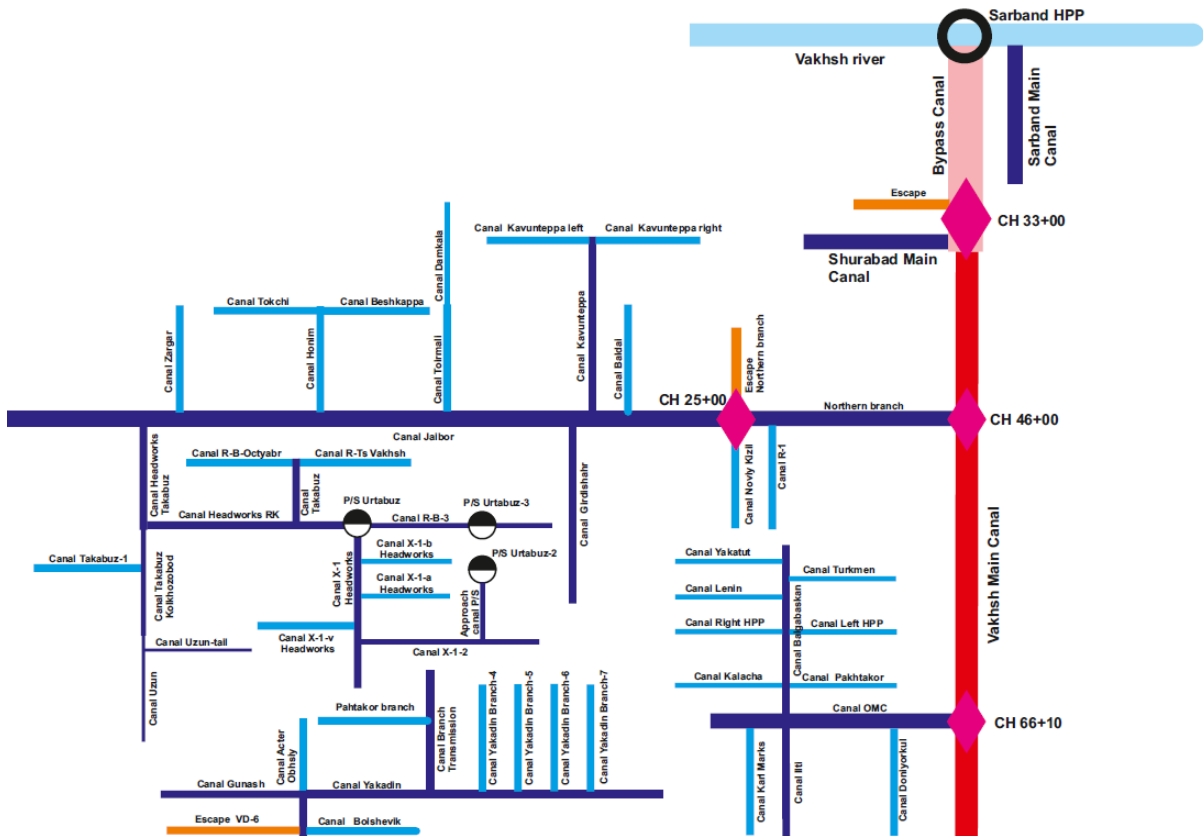 Sarband HPP
Vakhsh river
Bypass Canal
Sarband Main
Canal
Escape
CH 33+00
Shurabad Main
Canal
Canal Kavunteppa left
Canal Kavunteppa right
Canal Damkala
Canal Tokchi
Canal Beshkappa
Canal Zargar
Canal Honim
Canal Toirmali
Canal Kavunteppa
Canal Baldal
Escape
Northern branch
CH 25+00
Northern branch
CH 46+00
Canal Jaibor
Canal Headworks
Takabuz
Canal R-B-Octyabr
Canal R-Ts Vakhsh
Canal
Takabuz
Canal Girdishahr
Canal Noviy Kizil
Canal R-1
P/S Urtabuz
P/S Urtabuz-3
Canal Headworks RK
Canal R-B-3
Canal X-1-b
Headworks
P/S Urtabuz-2
Canal Takabuz-1
Canal Takabuz
Kolkhozobod
Canal X-1
Headworks
Canal X-1-a
Headworks
Approach
canal P/S
Canal Yakatut
Canal Turkmen
Canal Lenin
Canal Balgabaskan
Vakhsh Main Canal
Canal Right HPP
Canal Left HPP
Canal X-1-v
Headworks
Canal Uzun-tail
Canal X-1-2
Canal Uzun
Canal Kalacha
Canal Pakhtakor
Canal OMC
CH 66+10
Pahtakor branch
Canal Branch
Transmission
Canal Yakadin Branch-4
Canal Yakadin Branch-5
Canal Yakadin Branch-6
Canal Yakadin Branch-7
Canal Acter
Obhsly
Canal Karl Marks
Canal Ilti
Canal Doniyorkul
Canal Gunash
Canal Yakadin
Escape VD-6
Canal Bolshevik